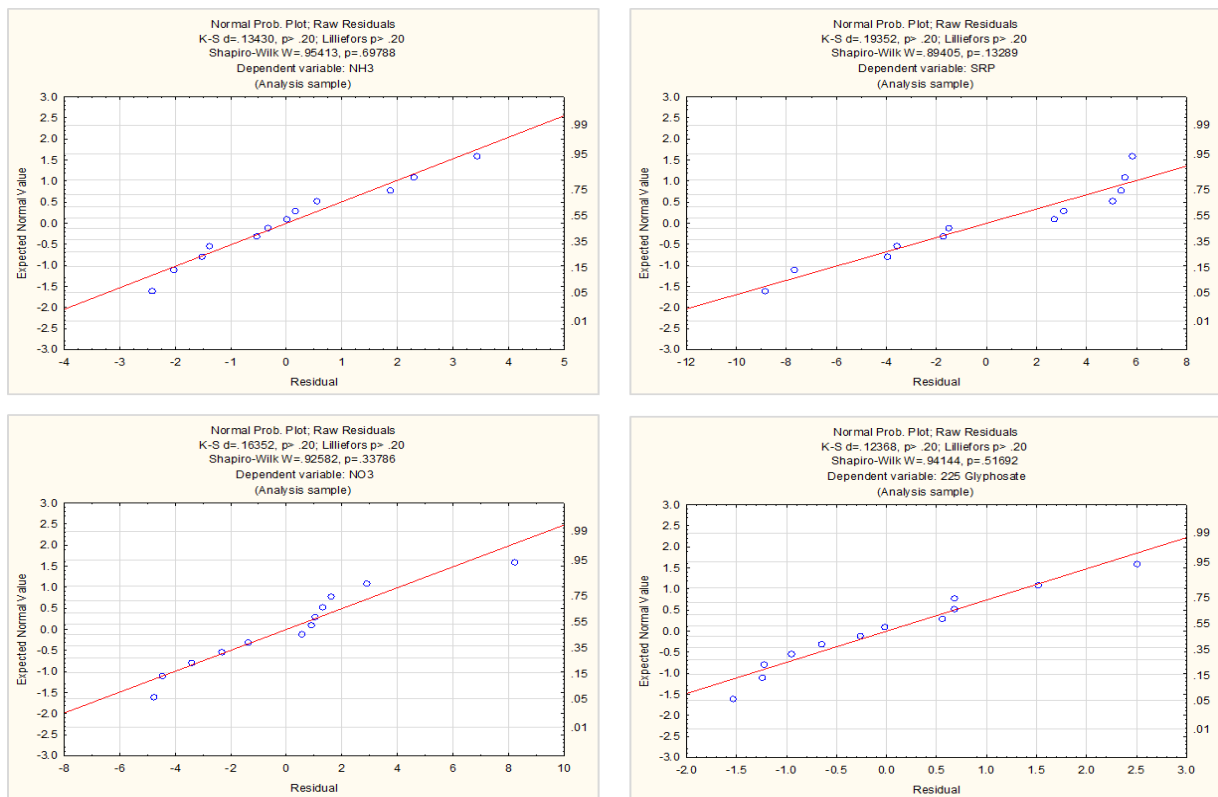 Normal Prob. Plot; Raw Residuals
K-S d=.13430, p> .20; Lilliefors p> .20
Shapiro-Wilk W=.95413, p=.69788
Dependent variable: NH3
(Analysis sample)
3.0
2.5
2.0
1.5
1.0
0.5
0.0
-0.5
-1.0
-1.5
-2.0
-2.5
-3.0
Expected Normal Value
.99
.95
.75
.55
.35
.15
.05
.01
-4 -3 -2 -1 0 1 2 3 4 5
Residual
Normal Prob. Plot; Raw Residuals
K-S d=.19352, p> .20; Lilliefors p> .20
Shapiro-Wilk W=.89405, p=.13289
Dependent variable: SRP
(Analysis sample)
3.0
2.5
2.0
1.5
1.0
0.5
0.0
-0.5
-1.0
-1.5
-2.0
-2.5
-3.0
Expected Normal Value
.99
.95
.75
.55
.35
.15
.05
.01
-12 -10 -8 -6 -4 -2 0 2 4 6 8
Residual
Normal Prob. Plot; Raw Residuals
K-S d=.16352, p> .20; Lilliefors p> .20
Shapiro-Wilk W=.92582, p=.33786
Dependent variable: NO3
(Analysis sample)
3.0
2.5
2.0
1.5
1.0
0.5
0.0
-0.5
-1.0
-1.5
-2.0
-2.5
-3.0
Expected Normal Value
.99
.95
.75
.55
.35
.15
.05
.01
-8 -6 -4 -2 0 2 4 6 8 10
Residual
Normal Prob. Plot; Raw Residuals
K-S d=.12368, p> .20; Lilliefors p> .20
Shapiro-Wilk W=.94144, p=.51692
Dependent variable: 225 Glyphosate
(Analysis sample)
3.0
2.5
2.0
1.5
1.0
0.5
0.0
-0.5
-1.0
-1.5
-2.0
-2.5
-3.0
Expected Normal Value
.99
.95
.75
.55
.35
.15
.05
.01
-2.0 -1.5 -1.0 -0.5 0.0 0.5 1.0 1.5 2.0 2.5 3.0
Residual